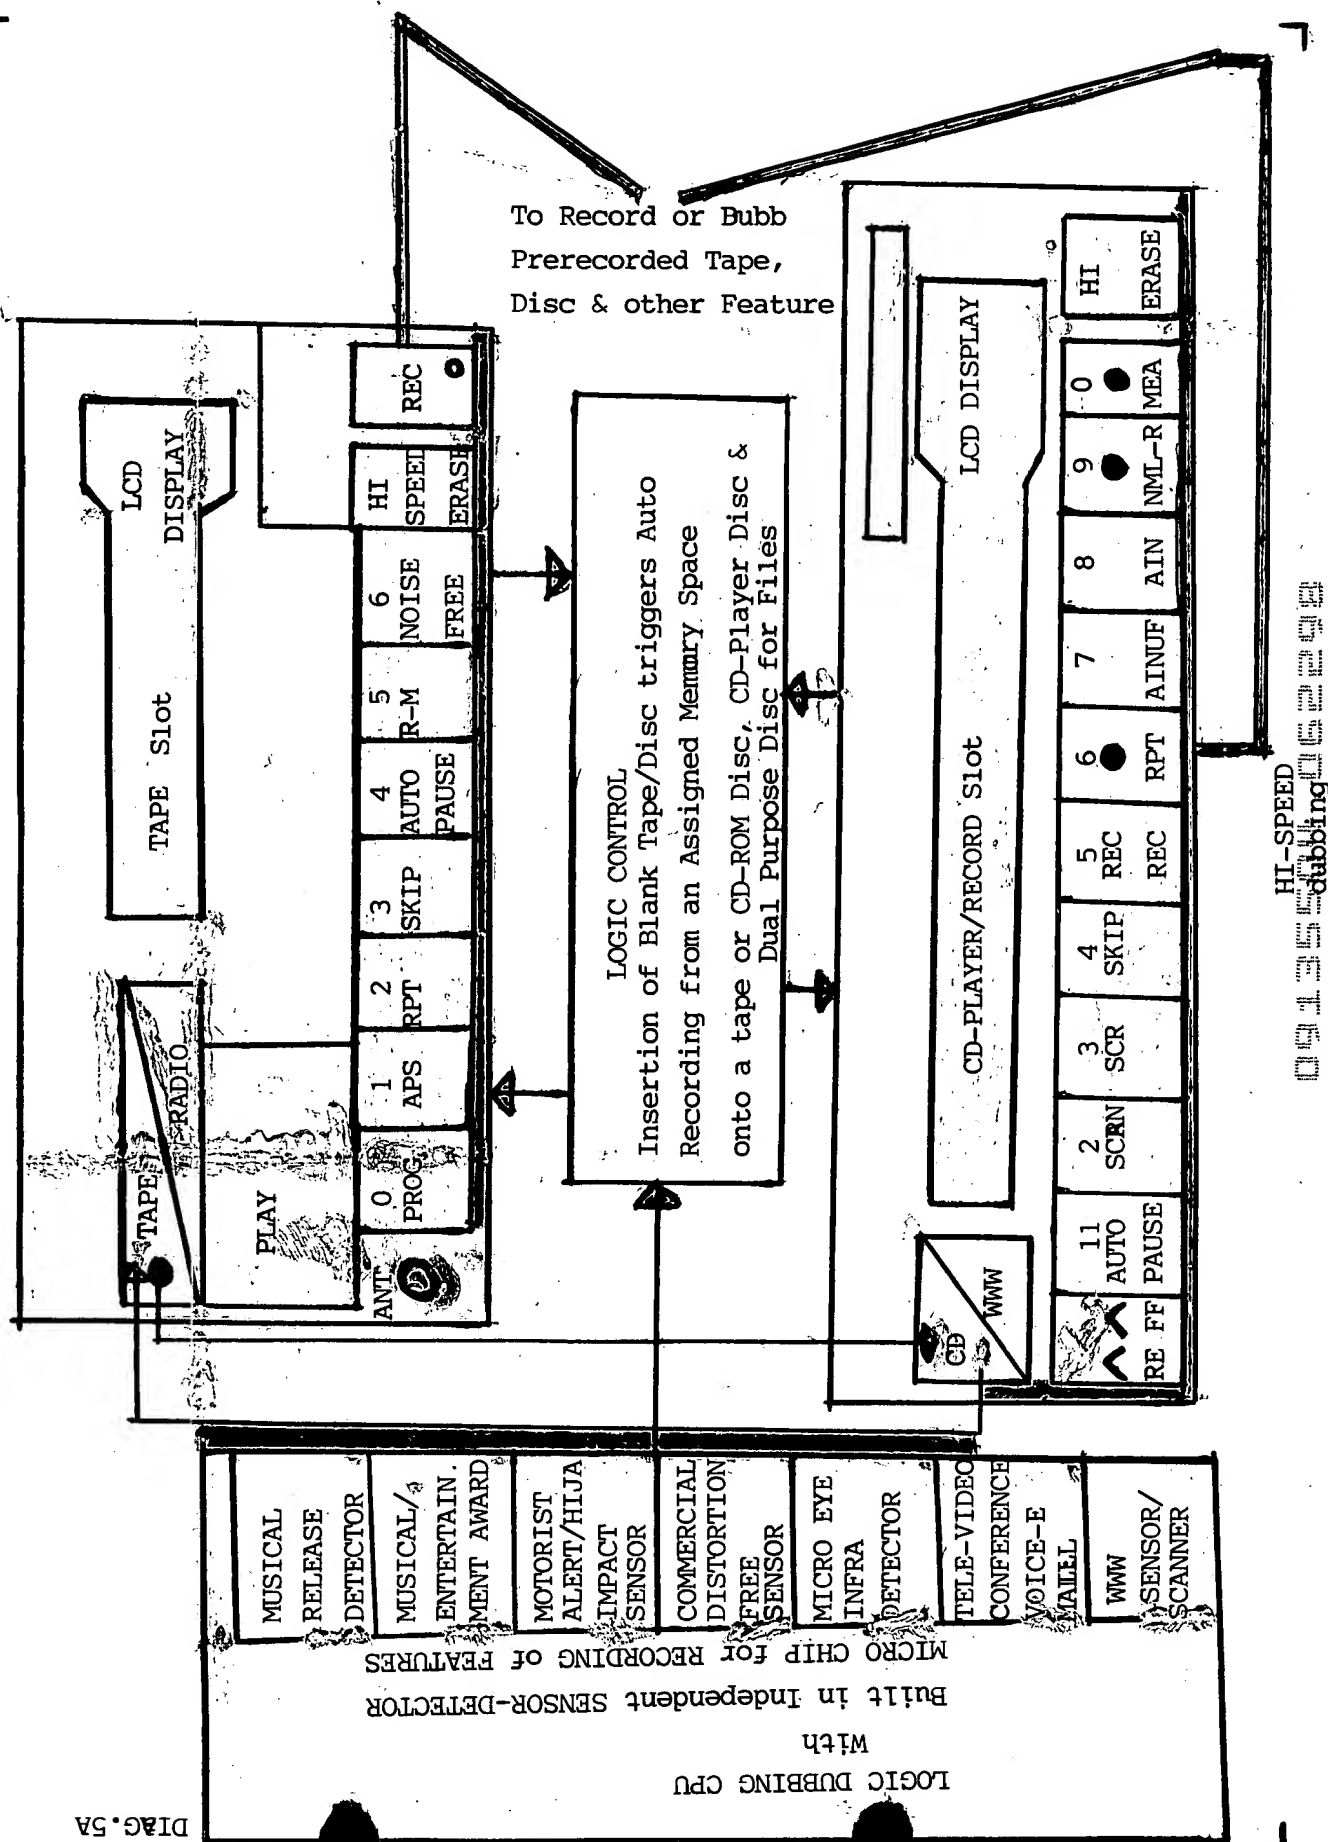 DIAG.5A
LOGIC DUBBING CPU
With
Built in Independent SENSOR-DETECTOR
MICRO CHIP for RECORDING of FEATURES
MUSICAL
RELEASE
DETECTOR
MUSICAL/
ENTERTAIN.
MENT AWARD
MOTORIST
ALERT/HIJA
IMPACT
SENSOR
COMMERCIAL
DISTORTION
FREE
SENSOR
MICRO EYE
INFRA
DETECTOR
TELE-VIDEO
CONFERENCE
VOICE-E
MAIL
WWW
SENSOR/
SCANNER
TAPE
RADIO
TAPE Slot
LCD
DISPLAY
PLAY
ANT
0
PROG
1
APS
2
RPT
3
SKIP
4
AUTO
PAUSE
5
R-M
6
NOISE
FREE
HI
SPEED
ERASE
REC
To Record or Bubb
Prerecorded Tape,
Disc & other Feature
LOGIC CONTROL
Insertion of Blank Tape/Disc triggers Auto
Recording from an Assigned Memory Space
onto a tape or CD-ROM Disc, CD-Player Disc &
Dual Purpose Disc for Files
CD
WWW
CD-PLAYER/RECORD Slot
LCD DISPLAY
RE FF
11
AUTO
PAUSE
2
SCRN
3
SCR
4
SKIP
5
REC
REC
6
RPT
7
AINUF
8
AIN
9
NML-R
0
MEA
HI
ERASE
HI-SPEED
dubbing